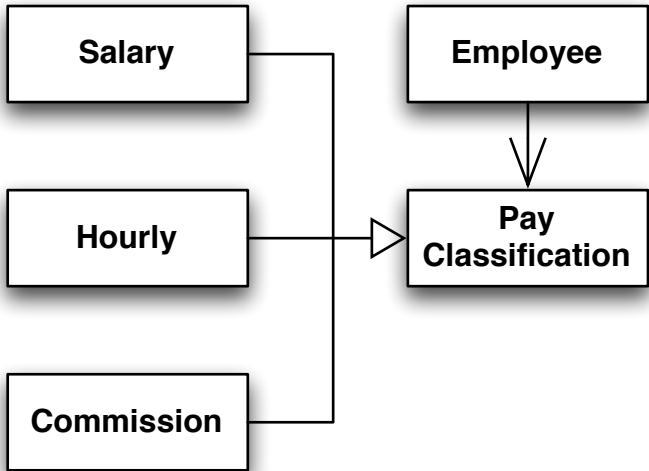 Salary
Employee
Hourly
Pay
Classification
Commission